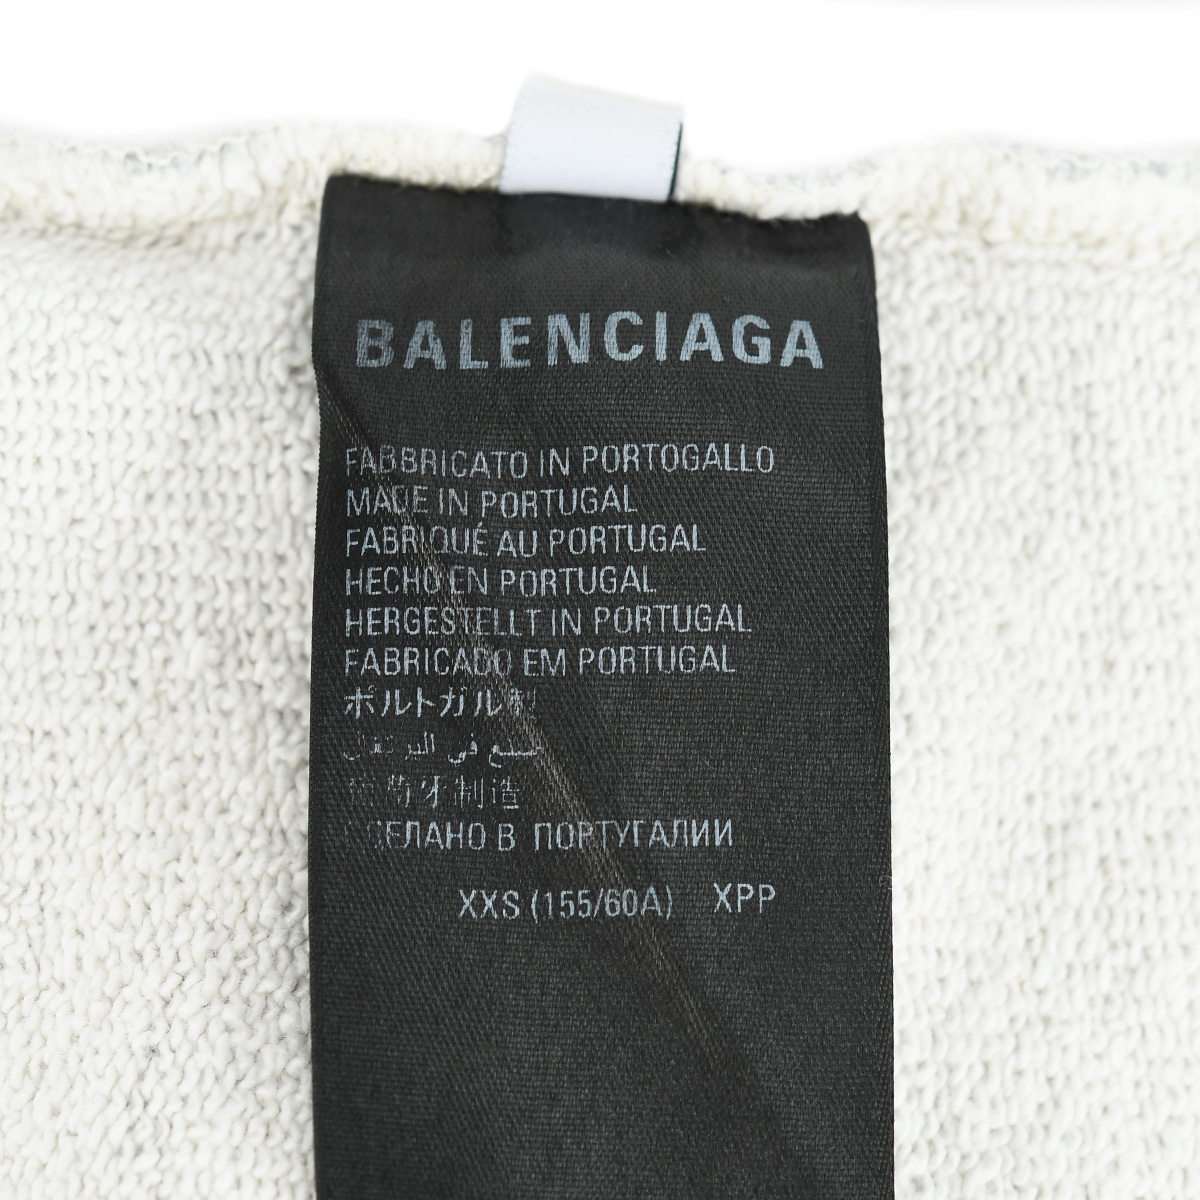 BALENCIAGA
FABBRICATO IN PORTOGALLO
MADE IN PORTUGAL
FABRIQUÉ AU PORTUGAL
HECHO EN PORTUGAL
HERGESTELLT IN PORTUGAL
FABRICADO EM PORTUGAL
ポルトガル製
صنع في البرتغال
葡萄牙制造
СДЕЛАНО В ПОРТУГАЛИИ
XXS (155/60A) XPP